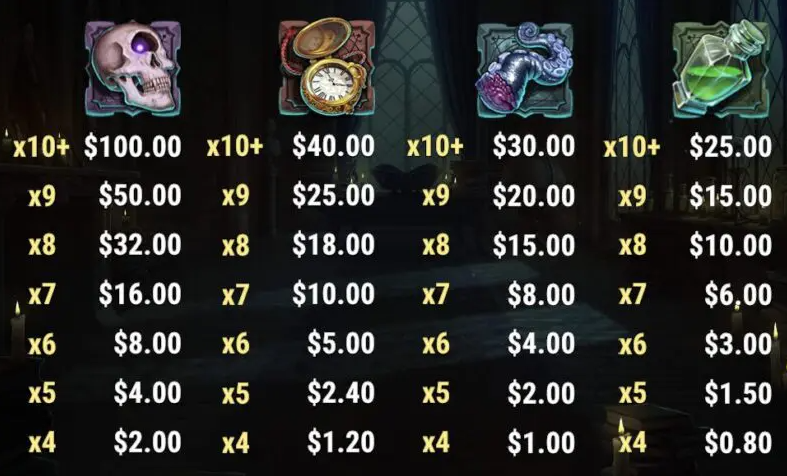 x10+ $100.00 x10+ $40.00 x10+ $30.00 x10+ $25.00
x9 $50.00 x9 $25.00 x9 $20.00 x9 $15.00
x8 $32.00 x8 $18.00 x8 $15.00 x8 $10.00
x7 $16.00 x7 $10.00 x7 $8.00 x7 $6.00
x6 $8.00 x6 $5.00 x6 $4.00 x6 $3.00
x5 $4.00 x5 $2.40 x5 $2.00 x5 $1.50
x4 $2.00 x4 $1.20 x4 $1.00 x4 $0.80